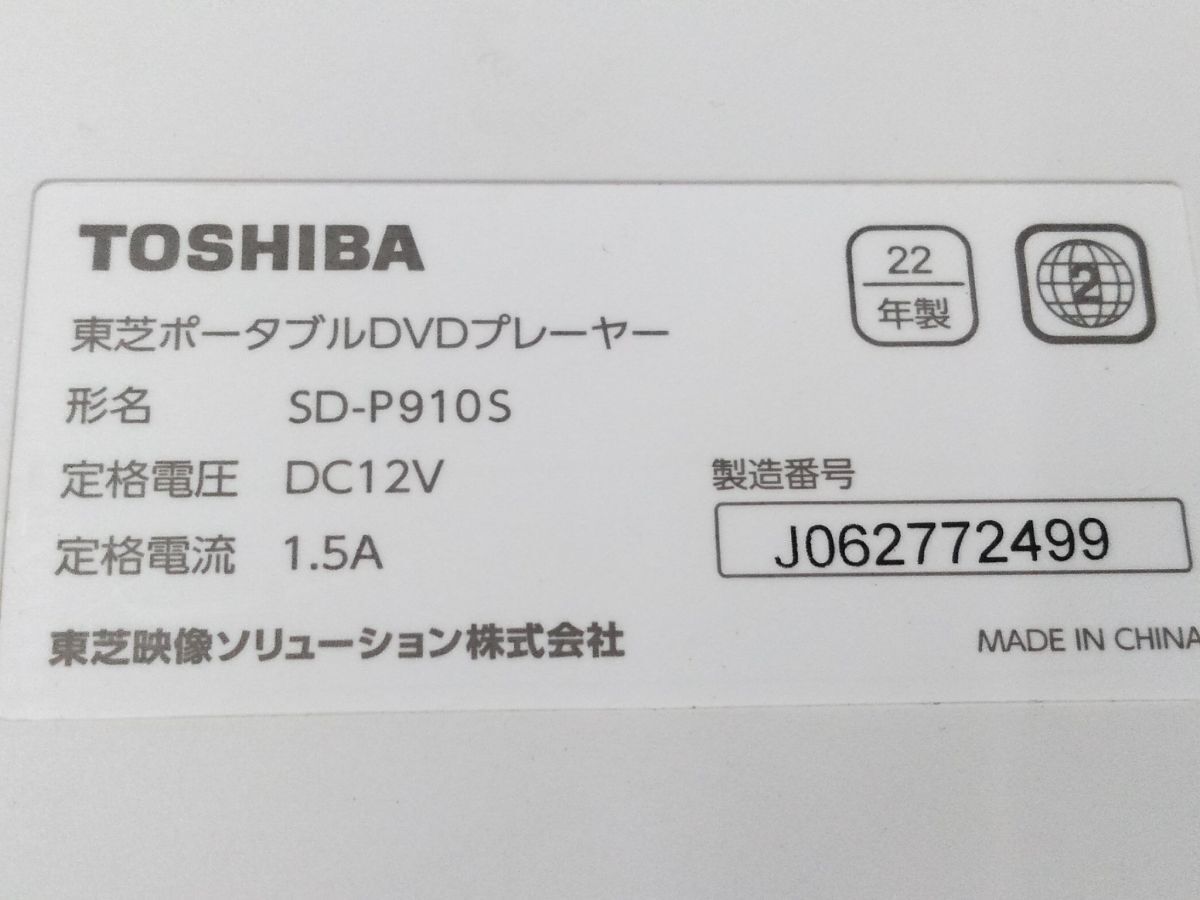 TOSHIBA
22
年製
2
東芝ポータブルDVDプレーヤー
形名 SD-P910S
定格電圧 DC12V
定格電流 1.5A
製造番号
J062772499
東芝映像ソリューション株式会社
MADE IN CHINA